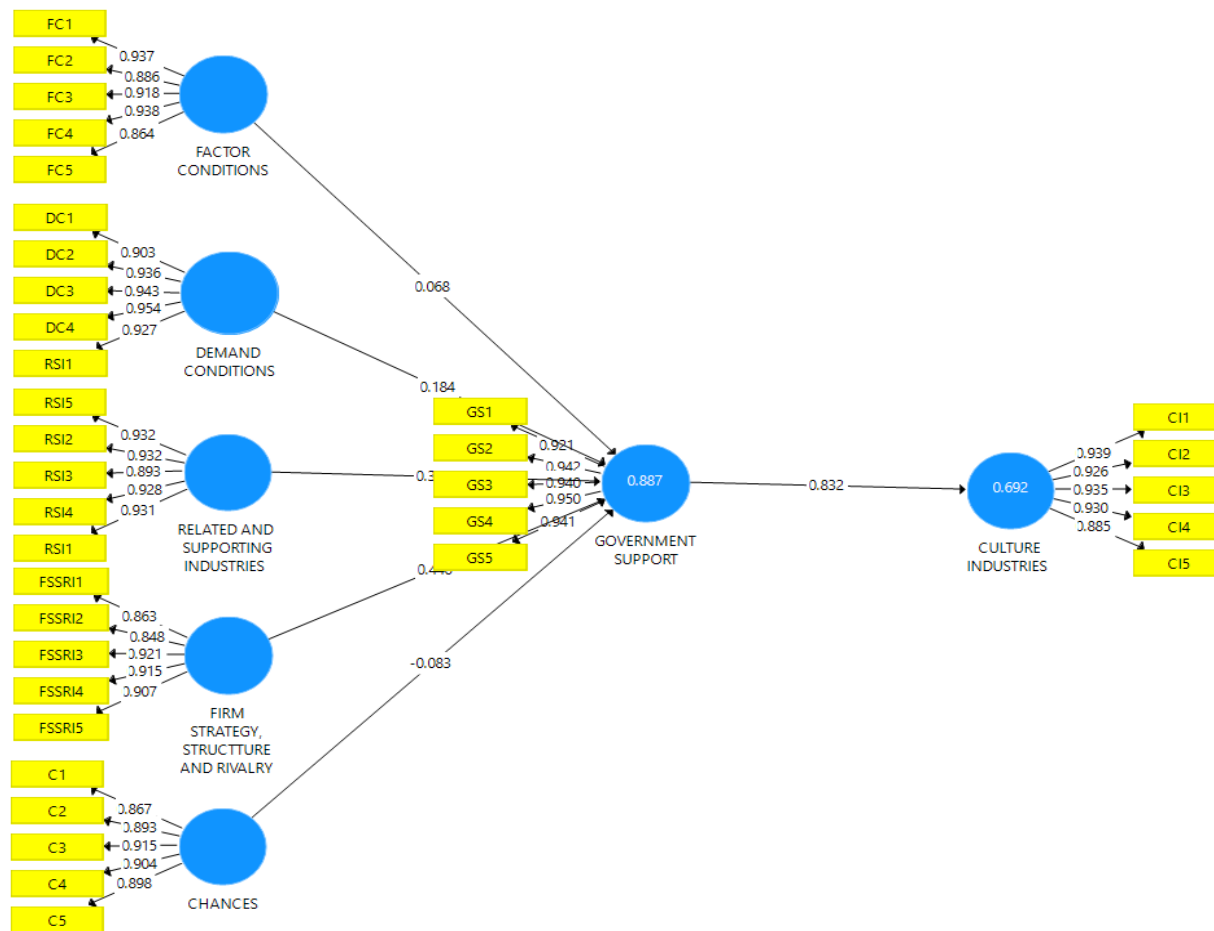 FC1
FC2
FC3
FC4
FC5
0.937
0.886
0.918
0.938
0.864
FACTOR
CONDITIONS
0.068
DC1
DC2
DC3
DC4
RSI1
0.903
0.936
0.943
0.954
0.927
DEMAND
CONDITIONS
0.184
RSI5
RSI2
RSI3
RSI4
RSI1
0.932
0.932
0.893
0.928
0.931
RELATED AND
SUPPORTING
INDUSTRIES
FSSRI1
FSSRI2
FSSRI3
FSSRI4
FSSRI5
0.863
0.848
0.921
0.915
0.907
FIRM
STRATEGY,
STRUCTTURE
AND RIVALRY
C1
C2
C3
C4
C5
0.867
0.893
0.915
0.904
0.898
CHANCES
-0.083
GS1
GS2
GS3
GS4
GS5
0.921
0.942
0.940
0.950
0.941
0.887
GOVERNMENT
SUPPORT
0.832
0.692
CULTURE
INDUSTRIES
0.939
0.926
0.935
0.930
0.885
CI1
CI2
CI3
CI4
CI5